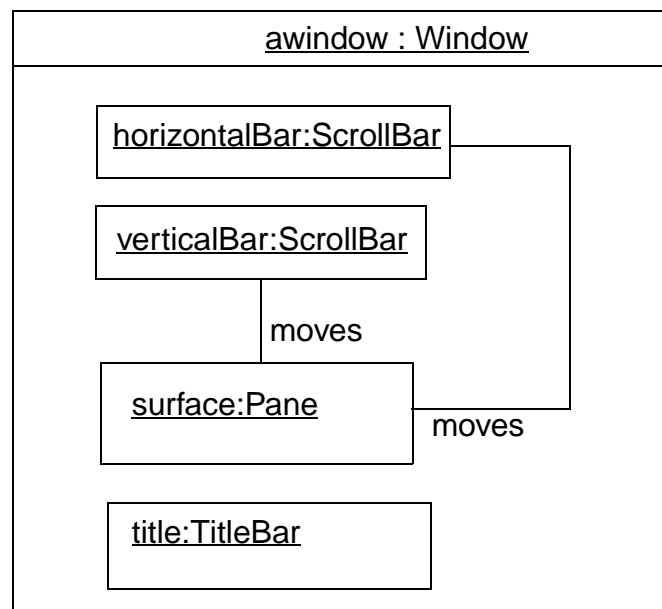 awindow : Window
horizontalBar:ScrollBar
verticalBar:ScrollBar
moves
surface:Pane
moves
title:TitleBar